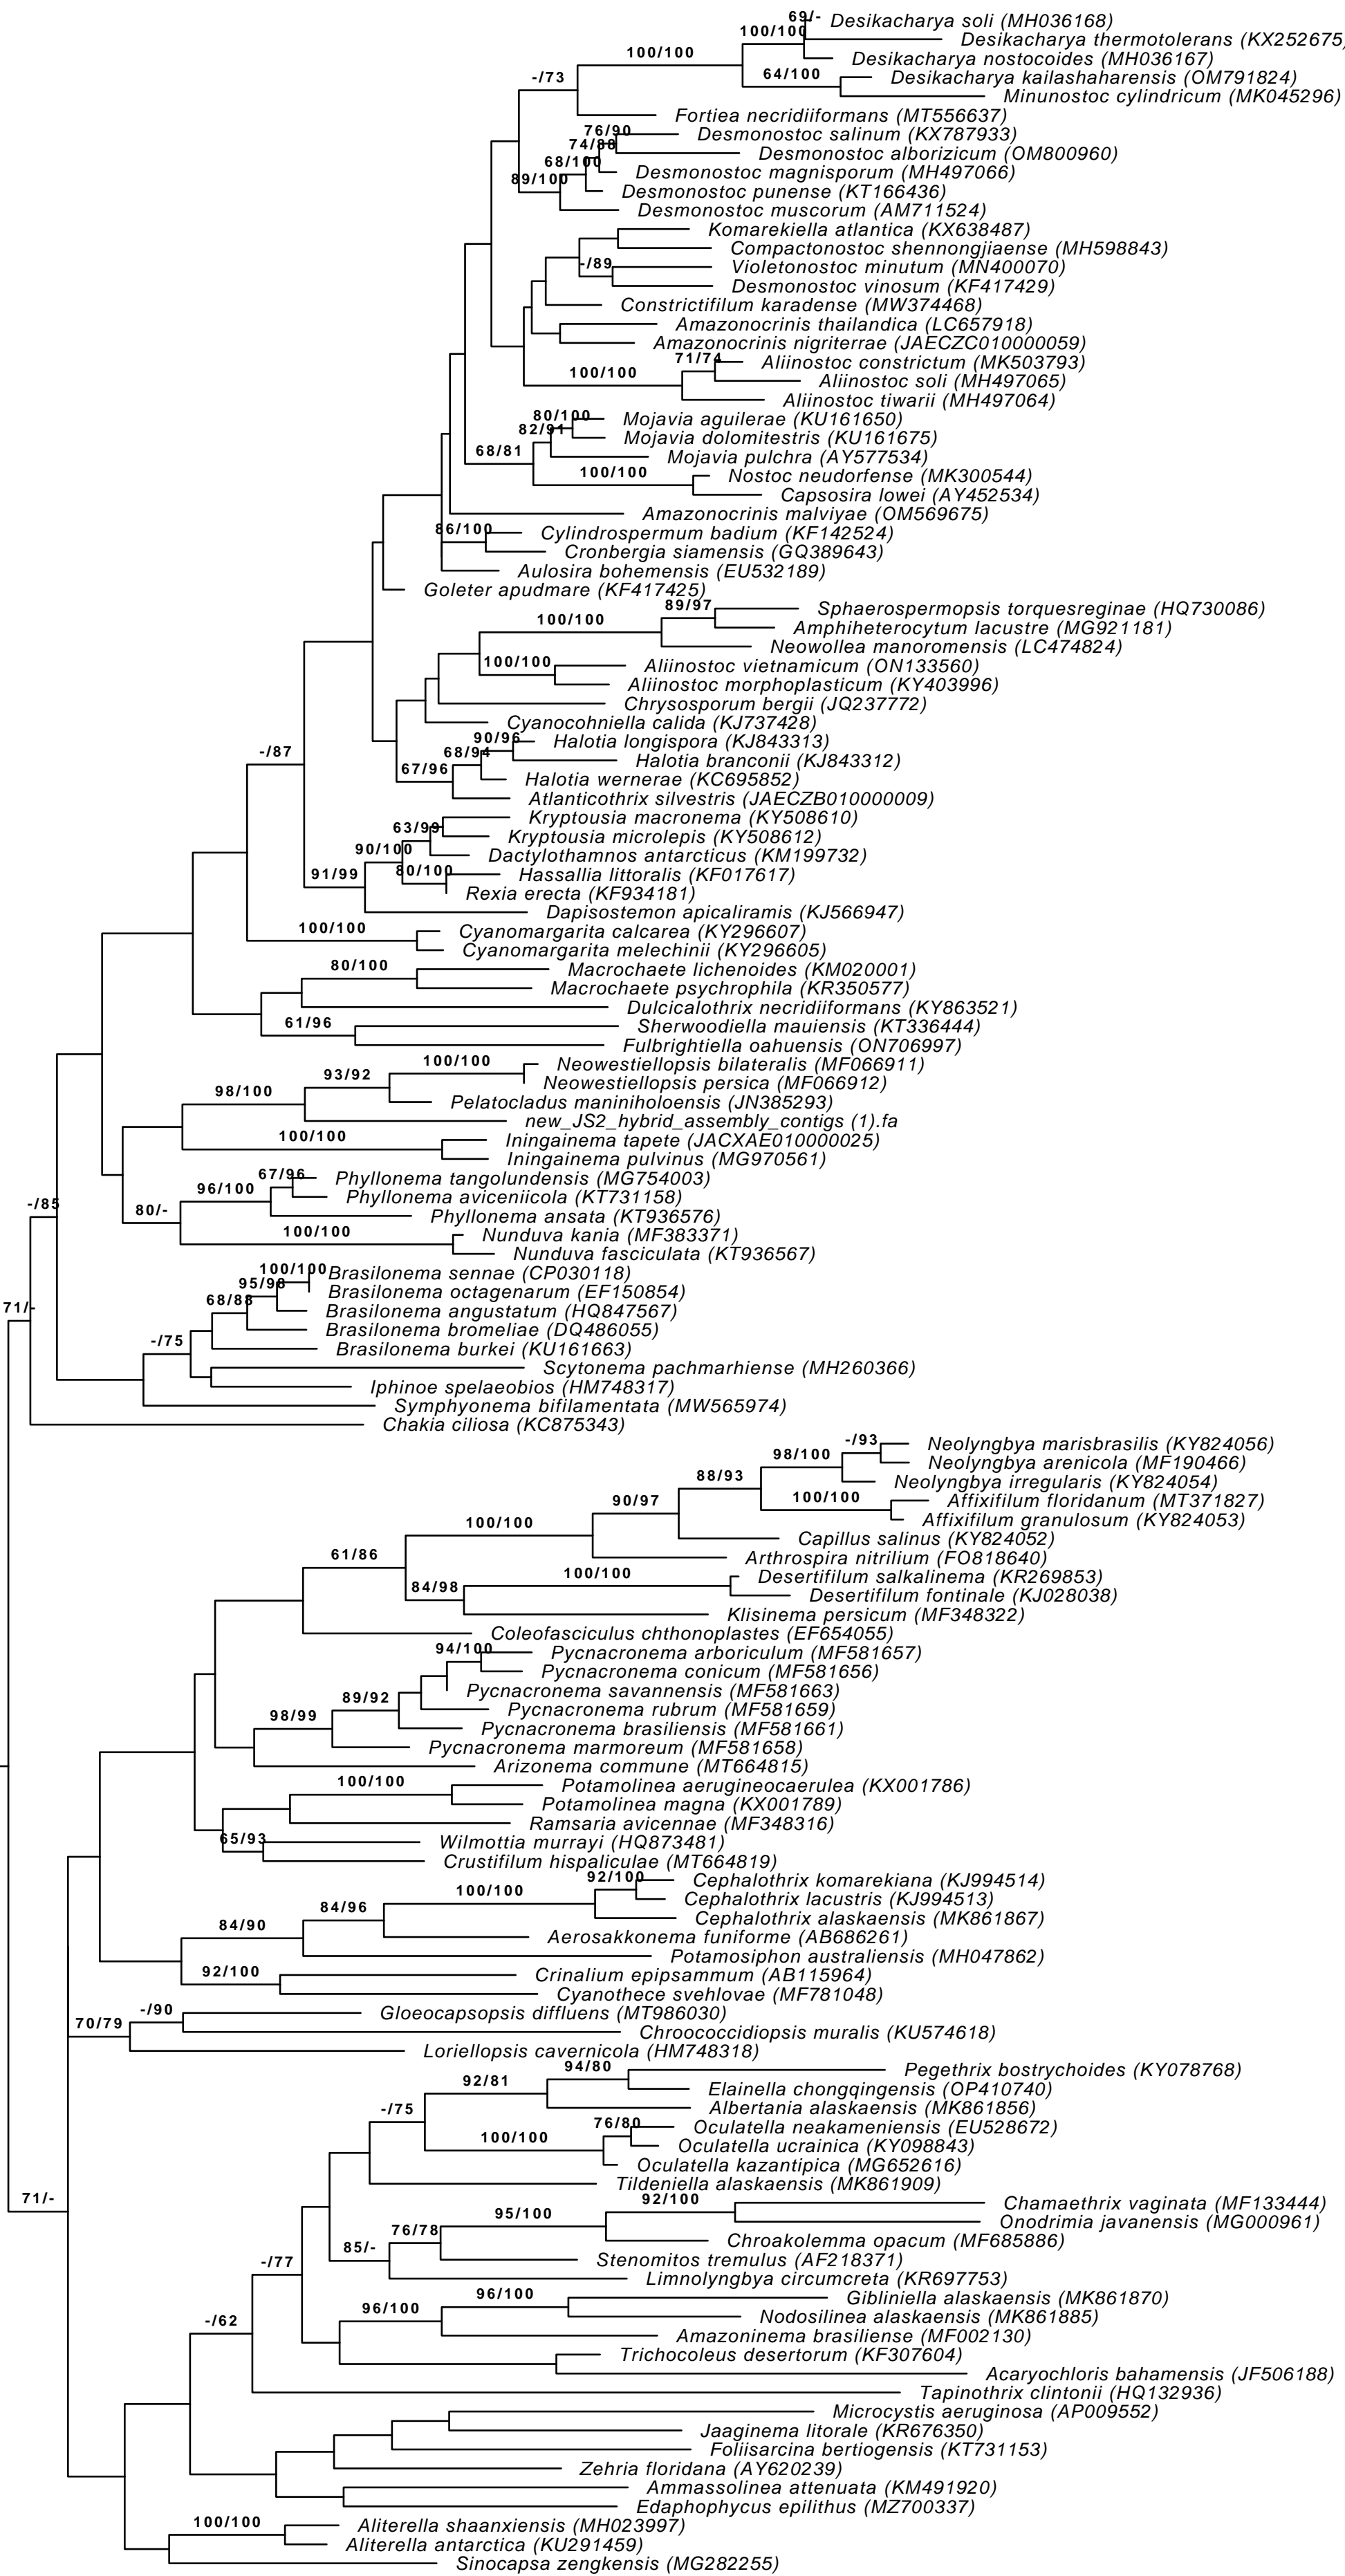 69/- Desikacharya soli (MH036168)
100/100 Desikacharya thermotolerans (KX252675)
100/100 Desikacharya nostocoides (MH036167)
64/100 Desikacharya kailashaharensis (OM791824)
-/73 Minunostoc cylindricum (MK045296)
Fortiea necridiiformans (MT556637)
76/90 Desmonostoc salinum (KX787933)
74/88 Desmonostoc alborizicum (OM800960)
68/100 Desmonostoc magnisporum (MH497066)
89/100 Desmonostoc punense (KT166436)
Desmonostoc muscorum (AM711524)
Komarekiella atlantica (KX638487)
Compactonostoc shennongjiaense (MH598843)
-/89 Violetonostoc minutum (MN400070)
Desmonostoc vinosum (KF417429)
Constrictifilum karadense (MW374468)
Amazonocrinis thailandica (LC657918)
Amazonocrinis nigriterrae (JAECZC010000059)
71/74 Aliinostoc constrictum (MK503793)
100/100 Aliinostoc soli (MH497065)
Aliinostoc tiwarii (MH497064)
80/100 Mojavia aguilerae (KU161650)
82/91 Mojavia dolomitestris (KU161675)
68/81 Mojavia pulchra (AY577534)
100/100 Nostoc neudorfense (MK300544)
Capsosira lowei (AY452534)
Amazonocrinis malviyae (OM569675)
86/100 Cylindrospermum badium (KF142524)
Cronbergia siamensis (GQ389643)
Aulosira bohemensis (EU532189)
Goleter apudmare (KF417425)
89/97 Sphaerospermopsis torquesreginae (HQ730086)
100/100 Amphiheterocytum lacustre (MG921181)
Neowollea manoromensis (LC474824)
100/100 Aliinostoc vietnamicum (ON133560)
Aliinostoc morphoplasticum (KY403996)
Chrysosporum bergii (JQ237772)
Cyanocohniella calida (KJ737428)
90/96 Halotia longispora (KJ843313)
-/87 68/94 Halotia branconii (KJ843312)
67/96 Halotia wernerae (KC695852)
Atlanticothrix silvestris (JAECZB010000009)
Kryptousia macronema (KY508610)
63/99 Kryptousia microlepis (KY508612)
90/100 Dactylothamnos antarcticus (KM199732)
91/99 80/100 Hassallia littoralis (KF017617)
Rexia erecta (KF934181)
Dapisostemon apicaliramis (KJ566947)
100/100 Cyanomargarita calcarea (KY296607)
Cyanomargarita melechinii (KY296605)
80/100 Macrochaete lichenoides (KM020001)
Macrochaete psychrophila (KR350577)
Dulcicalothrix necridiiformans (KY863521)
61/96 Sherwoodiella mauiensis (KT336444)
Fulbrightiella oahuensis (ON706997)
100/100 Neowestiellopsis bilateralis (MF066911)
93/92 Neowestiellopsis persica (MF066912)
98/100 Pelatocladus maniniholoensis (JN385293)
new_JS2_hybrid_assembly_contigs (1).fa
100/100 Iningainema tapete (JACXAE010000025)
Iningainema pulvinus (MG970561)
67/96 Phyllonema tangolundensis (MG754003)
96/100 Phyllonema aviceniicola (KT731158)
-/85 80/- Phyllonema ansata (KT936576)
100/100 Nunduva kania (MF383371)
Nunduva fasciculata (KT936567)
100/100 Brasilonema sennae (CP030118)
95/98 Brasilonema octagenarum (EF150854)
71/- 68/88 Brasilonema angustatum (HQ847567)
Brasilonema bromeliae (DQ486055)
-/75 Brasilonema burkei (KU161663)
Scytonema pachmarhiense (MH260366)
Iphinoe spelaeobios (HM748317)
Symphyonema bifilamentata (MW565974)
Chakia ciliosa (KC875343)
-/93 Neolyngbya marisbrasilis (KY824056)
98/100 Neolyngbya arenicola (MF190466)
88/93 Neolyngbya irregularis (KY824054)
100/100 Affixifilum floridanum (MT371827)
90/97 Affixifilum granulosum (KY824053)
100/100 Capillus salinus (KY824052)
61/86 Arthrospira nitrilium (FO818640)
100/100 Desertifilum salkalinema (KR269853)
84/98 Desertifilum fontinale (KJ028038)
Klisinema persicum (MF348322)
Coleofasciculus chthonoplastes (EF654055)
94/100 Pycnacronema arboriculum (MF581657)
Pycnacronema conicum (MF581656)
89/92 Pycnacronema savannensis (MF581663)
98/99 Pycnacronema rubrum (MF581659)
Pycnacronema brasiliensis (MF581661)
Pycnacronema marmoreum (MF581658)
Arizonema commune (MT664815)
100/100 Potamolinea aerugineocaerulea (KX001786)
Potamolinea magna (KX001789)
Ramsaria avicennae (MF348316)
65/93 Wilmottia murrayi (HQ873481)
Crustifilum hispaliculae (MT664819)
92/100 Cephalothrix komarekiana (KJ994514)
100/100 Cephalothrix lacustris (KJ994513)
84/96 Cephalothrix alaskaensis (MK861867)
84/90 Aerosakkonema funiforme (AB686261)
Potamosiphon australiensis (MH047862)
92/100 Crinalium epipsammum (AB115964)
Cyanothece svehlovae (MF781048)
-/90 Gloeocapsopsis diffluens (MT986030)
70/79 Chroococcidiopsis muralis (KU574618)
Loriellopsis cavernicola (HM748318)
94/80 Pegethrix bostrychoides (KY078768)
92/81 Elainella chongqingensis (OP410740)
-/75 Albertania alaskaensis (MK861856)
76/80 Oculatella neakameniensis (EU528672)
100/100 Oculatella ucrainica (KY098843)
Oculatella kazantipica (MG652616)
Tildeniella alaskaensis (MK861909)
71/- 92/100 Chamaethrix vaginata (MF133444)
95/100 Onodrimia javanensis (MG000961)
76/78 Chroakolemma opacum (MF685886)
85/- Stenomitos tremulus (AF218371)
-/77 Limnolyngbya circumcreta (KR697753)
96/100 Gibliniella alaskaensis (MK861870)
96/100 Nodosilinea alaskaensis (MK861885)
-/62 Amazoninema brasiliense (MF002130)
Trichocoleus desertorum (KF307604)
Acaryochloris bahamensis (JF506188)
Tapinothrix clintonii (HQ132936)
Microcystis aeruginosa (AP009552)
Jaaginema litorale (KR676350)
Foliisarcina bertiogensis (KT731153)
Zehria floridana (AY620239)
Ammassolinea attenuata (KM491920)
Edaphophycus epilithus (MZ700337)
100/100 Aliterella shaanxiensis (MH023997)
Aliterella antarctica (KU291459)
Sinocapsa zengkensis (MG282255)